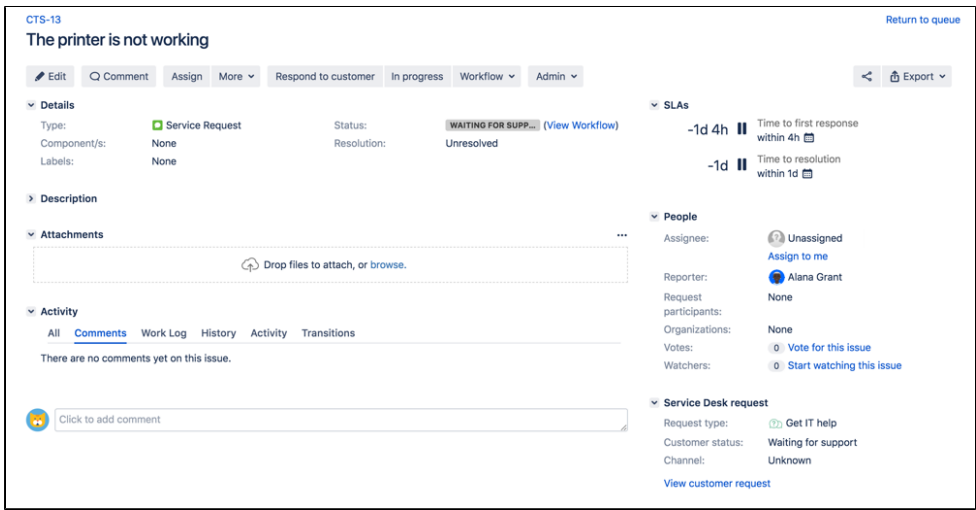 CTS-13
Return to queue
The printer is not working
Edit Comment Assign More Respond to customer In progress Workflow Admin Export
Details
Type: Service Request Status: WAITING FOR SUPP... (View Workflow)
Component/s: None Resolution: Unresolved
Labels: None
Description
Attachments
Drop files to attach, or browse.
Activity
All Comments Work Log History Activity Transitions
There are no comments yet on this issue.
Click to add comment
SLAs
-1d 4h Time to first response
within 4h
-1d Time to resolution
within 1d
People
Assignee: Unassigned
Assign to me
Reporter: Alana Grant
Request None
participants:
Organizations: None
Votes: 0 Vote for this issue
Watchers: 0 Start watching this issue
Service Desk request
Request type: Get IT help
Customer status: Waiting for support
Channel: Unknown
View customer request